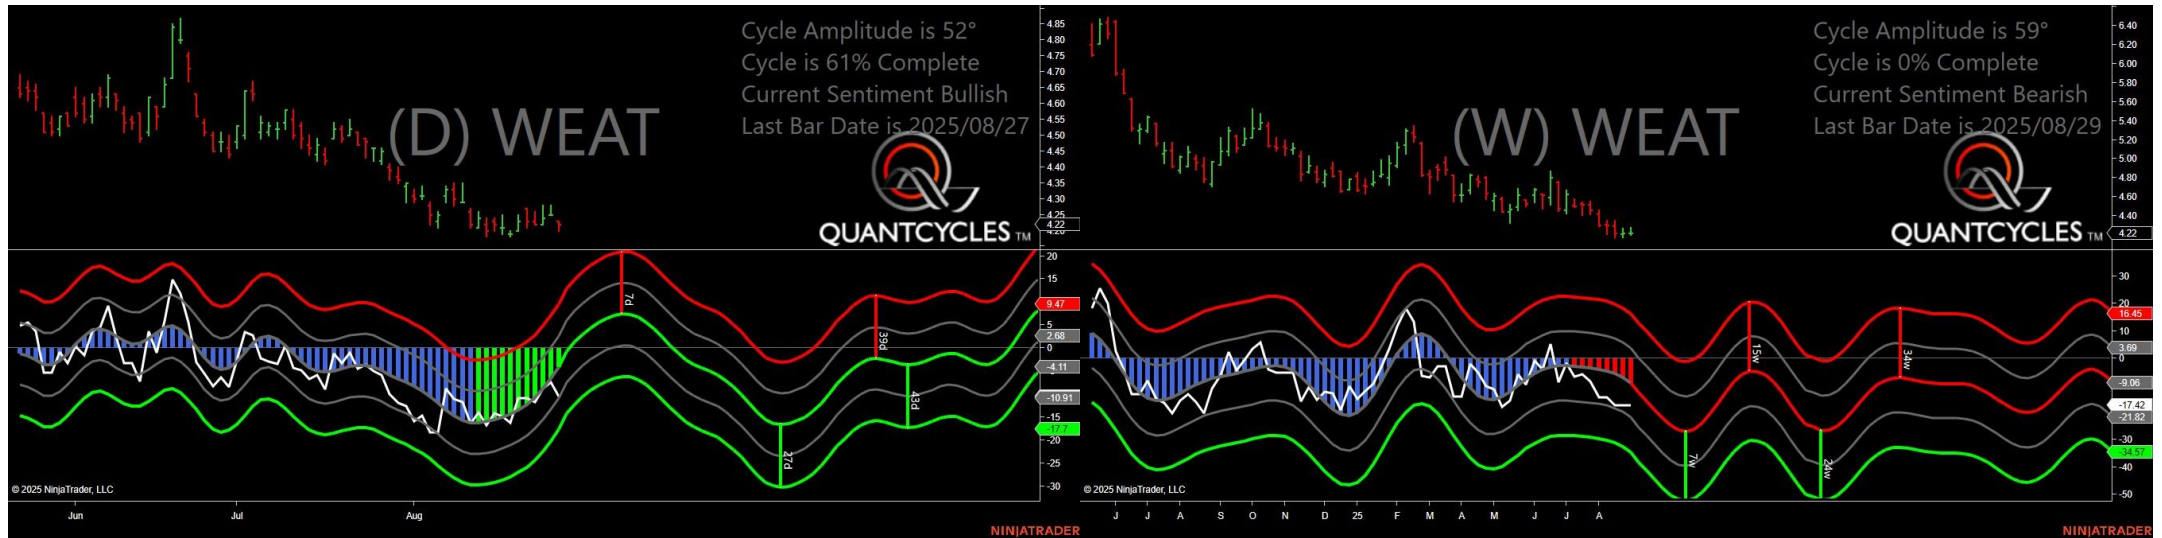 Cycle Amplitude is 52°
Cycle is 61% Complete
Current Sentiment Bullish
Last Bar Date is 2025/08/27
(D) WEAT
QUANTCYCLES TM
4.85
4.80
4.75
4.70
4.65
4.60
4.55
4.50
4.45
4.40
4.35
4.30
4.25
4.22
4.20
20
15
9.47
5
2.68
0
-4.11
-10.91
-15
-17.7
-20
-25
-30
7d
27d
39d
43d
© 2025 NinjaTrader, LLC
Jun
Jul
Aug
NINJATRADER
Cycle Amplitude is 59°
Cycle is 0% Complete
Current Sentiment Bearish
Last Bar Date is 2025/08/29
(W) WEAT
QUANTCYCLES TM
6.40
6.20
6.00
5.80
5.60
5.40
5.20
5.00
4.80
4.60
4.40
4.22
30
20
16.45
10
3.69
0
-9.06
-17.42
-21.82
-30
-34.57
-40
-50
7w
15w
24w
34w
© 2025 NinjaTrader, LLC
J
J
A
S
O
N
D
25
F
M
A
M
J
J
A
NINJATRADER